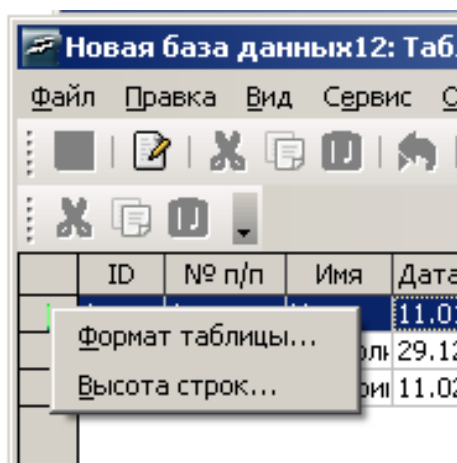 Новая база данных12: Таб
Файл Правка Вид Сервис
ID № п/п Имя Дата
11.01
Формат таблицы...
29.12
Высота строк...
11.02